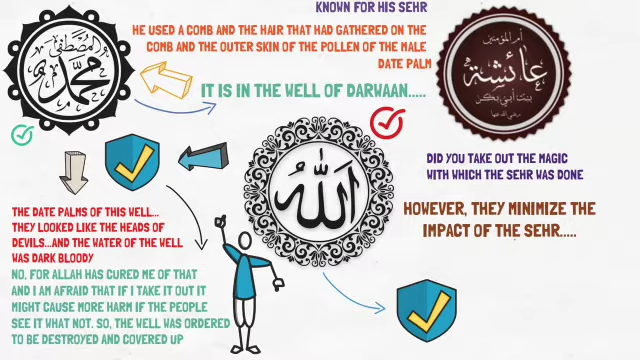 KNOWN FOR HIS SEHR
HE USED A COMB AND THE HAIR THAT HAD GATHERED ON THE
COMB AND THE OUTER SKIN OF THE POLLEN OF THE MALE
DATE PALM
IT IS IN THE WELL OF DARWAAN.....
المصطفى
محمد
أم المؤمنين
عائشة
بنت أبي بكر
رضي الله عنها
الله
DID YOU TAKE OUT THE MAGIC
WITH WHICH THE SEHR WAS DONE
HOWEVER, THEY MINIMIZE THE
IMPACT OF THE SEHR.....
THE DATE PALMS OF THIS WELL...
THEY LOOKED LIKE THE HEADS OF
DEVILS...AND THE WATER OF THE WELL
WAS DARK BLOODY
NO, FOR ALLAH HAS CURED ME OF THAT
AND I AM AFRAID THAT IF I TAKE IT OUT IT
MIGHT CAUSE MORE HARM IF THE PEOPLE
SEE IT WHAT NOT. SO, THE WELL WAS ORDERED
TO BE DESTROYED AND COVERED UP